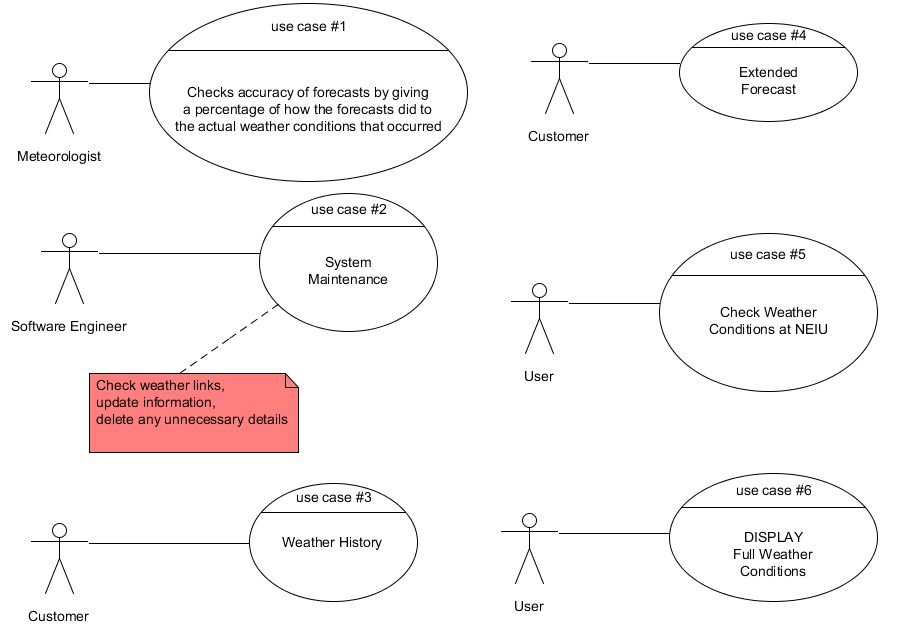 use case #1
Checks accuracy of forecasts by giving
a percentage of how the forecasts did to
the actual weather conditions that occurred
Meteorologist
use case #2
System
Maintenance
Software Engineer
Check weather links,
update information,
delete any unnecessary details
use case #3
Weather History
Customer
use case #4
Extended
Forecast
Customer
use case #5
Check Weather
Conditions at NEIU
User
use case #6
DISPLAY
Full Weather
Conditions
User